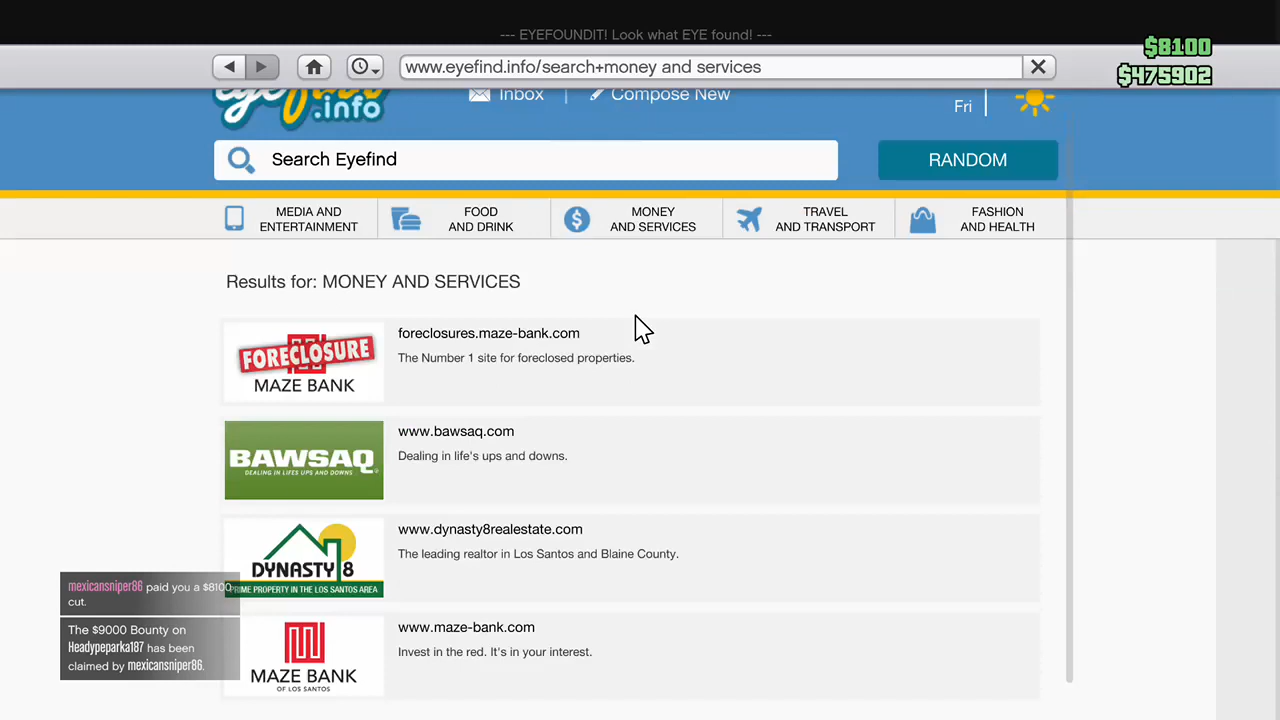 --- EYEFOUNDIT! Look what EYE found! ---
$8100
www.eyefind.info/search+money and services
$475902
eyefind
.info
Inbox | Compose New
Fri
Search Eyefind
RANDOM
MEDIA AND
ENTERTAINMENT
FOOD
AND DRINK
MONEY
AND SERVICES
TRAVEL
AND TRANSPORT
FASHION
AND HEALTH
Results for: MONEY AND SERVICES
FORECLOSURE
MAZE BANK
foreclosures.maze-bank.com
The Number 1 site for foreclosed properties.
BAWSAQ
DEALING IN LIFE'S UPS AND DOWNS
www.bawsaq.com
Dealing in life's ups and downs.
DYNASTY 8
PRIME PROPERTY IN THE LOS SANTOS AREA
www.dynasty8realestate.com
The leading realtor in Los Santos and Blaine County.
mexicansniper86 paid you a $8100
cut.
The $9000 Bounty on
Headypeparka187 has been
claimed by mexicansniper86.
MAZE BANK
OF LOS SANTOS
www.maze-bank.com
Invest in the red. It's in your interest.